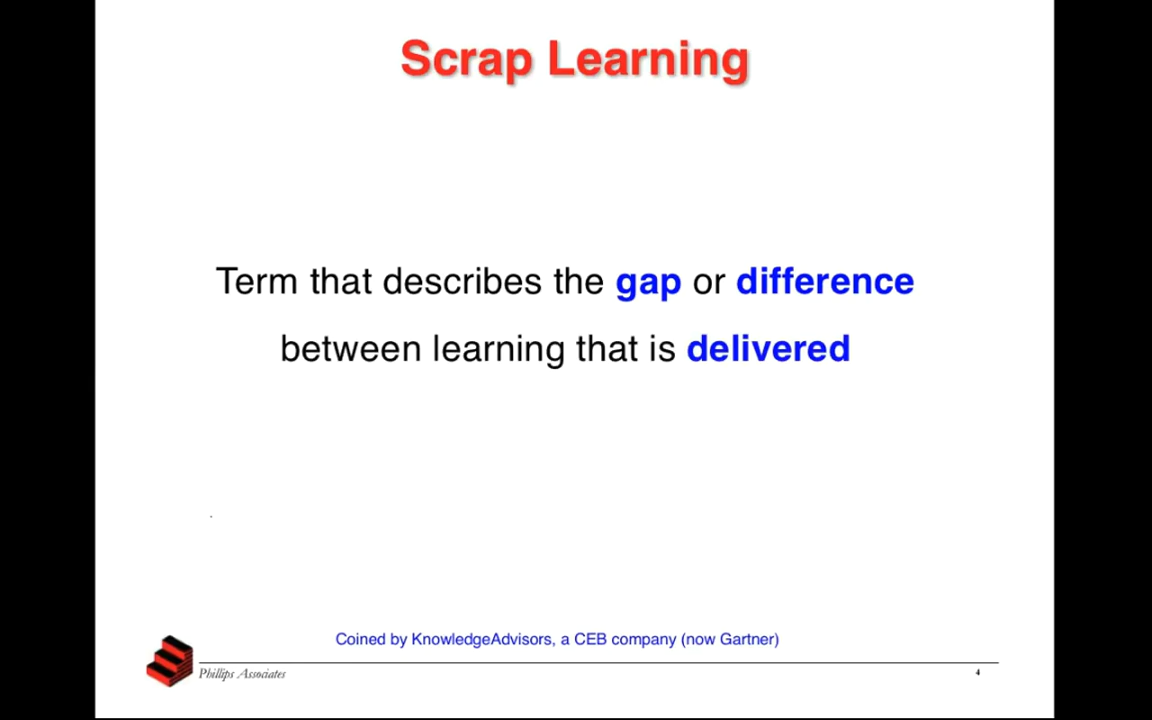 Scrap Learning
Term that describes the gap or difference
between learning that is delivered
Coined by KnowledgeAdvisors, a CEB company (now Gartner)
Phillips Associates
4